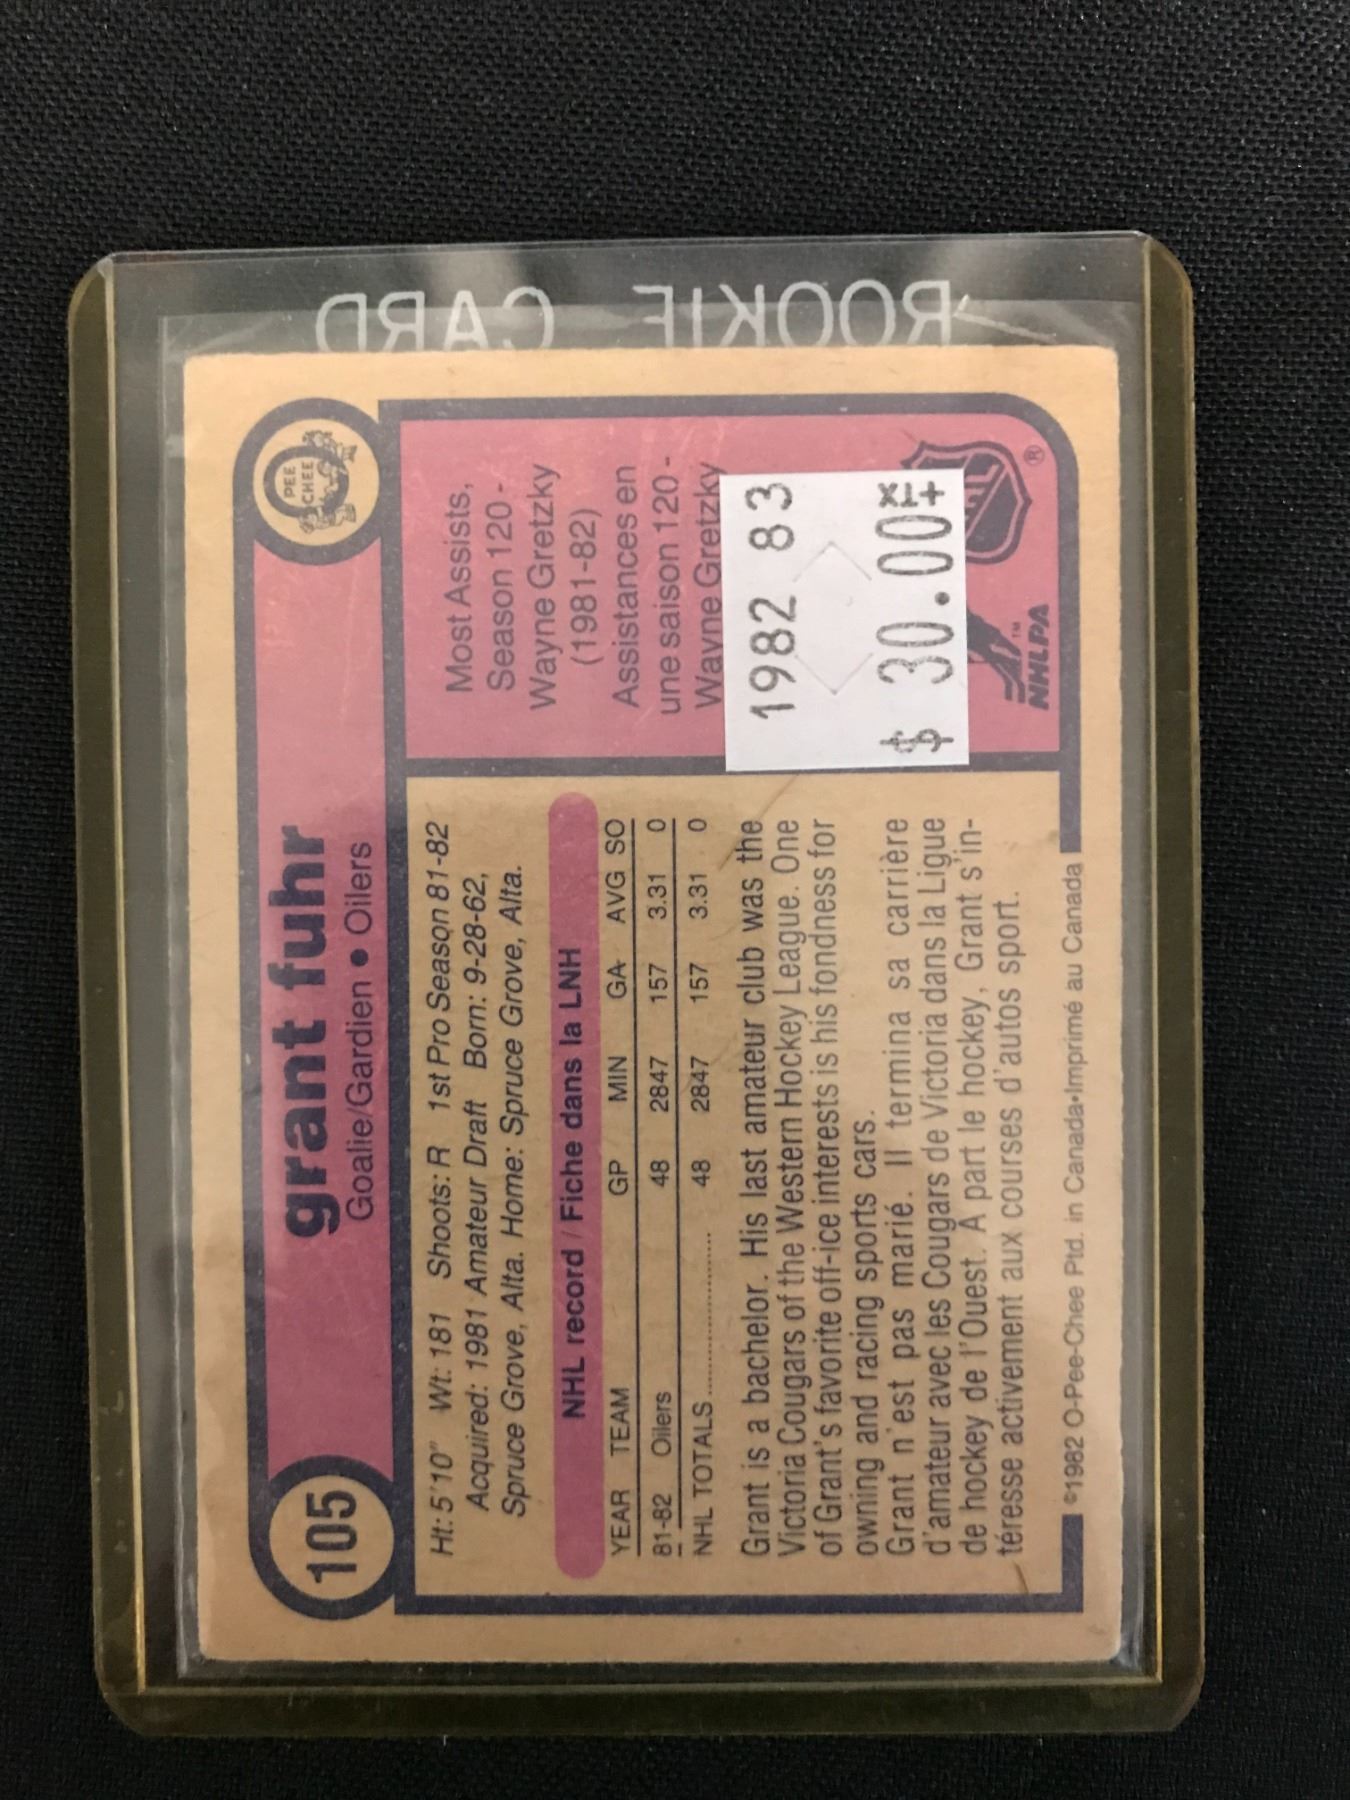 ROOKIE CARD
105
grant fuhr
Goalie/Gardien • Oilers
O
PEE
CHEE
Ht: 5'10" Wt: 181 Shoots: R 1st Pro Season 81-82
Acquired: 1981 Amateur Draft Born: 9-28-62,
Spruce Grove, Alta. Home: Spruce Grove, Alta.
NHL record / Fiche dans la LNH
YEAR TEAM GP MIN GA AVG SO
81-82 Oilers 48 2847 157 3.31 0
NHL TOTALS.................... 48 2847 157 3.31 0
Grant is a bachelor. His last amateur club was the
Victoria Cougars of the Western Hockey League. One
of Grant's favorite off-ice interests is his fondness for
owning and racing sports cars.
Grant n'est pas marié. Il termina sa carrière
d'amateur avec les Cougars de Victoria dans la Ligue
de hockey de l'Ouest. À part le hockey, Grant s'in-
téresse activement aux courses d'autos sport.
©1982 O-Pee-Chee Ptd. in Canada•Imprimé au Canada
Most Assists,
Season 120 -
Wayne Gretzky
(1981-82)
Assistances en
une saison 120 -
Wayne Gretzky
1982 83
$ 30.00 +TX
TM
NHLPA
NHL
®